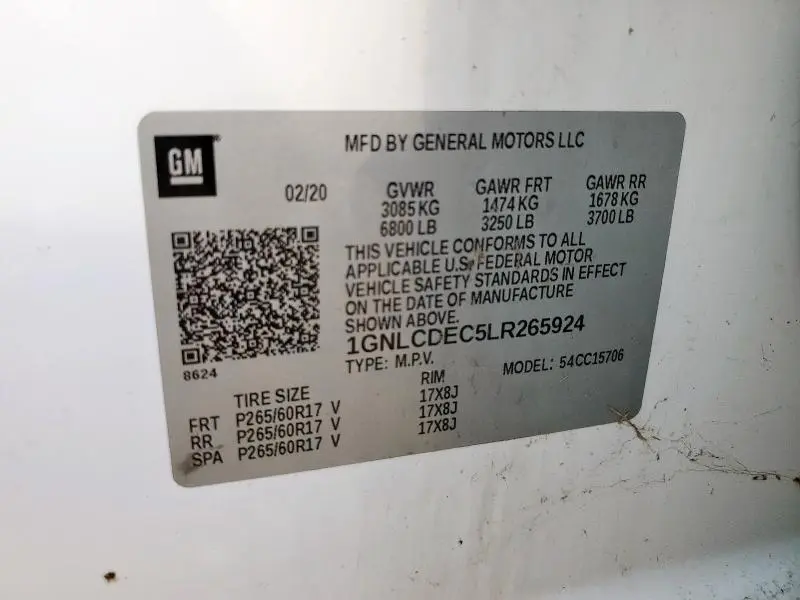 GM
MFD BY GENERAL MOTORS LLC
02/20
GVWR GAWR FRT GAWR RR
3085 KG 1474 KG 1678 KG
6800 LB 3250 LB 3700 LB
THIS VEHICLE CONFORMS TO ALL
APPLICABLE U.S. FEDERAL MOTOR
VEHICLE SAFETY STANDARDS IN EFFECT
ON THE DATE OF MANUFACTURE
SHOWN ABOVE.
1GNLCDEC5LR265924
8624
TYPE: M.P.V. MODEL: 54CC15706
TIRE SIZE RIM
FRT P265/60R17 V 17X8J
RR P265/60R17 V 17X8J
SPA P265/60R17 V 17X8J